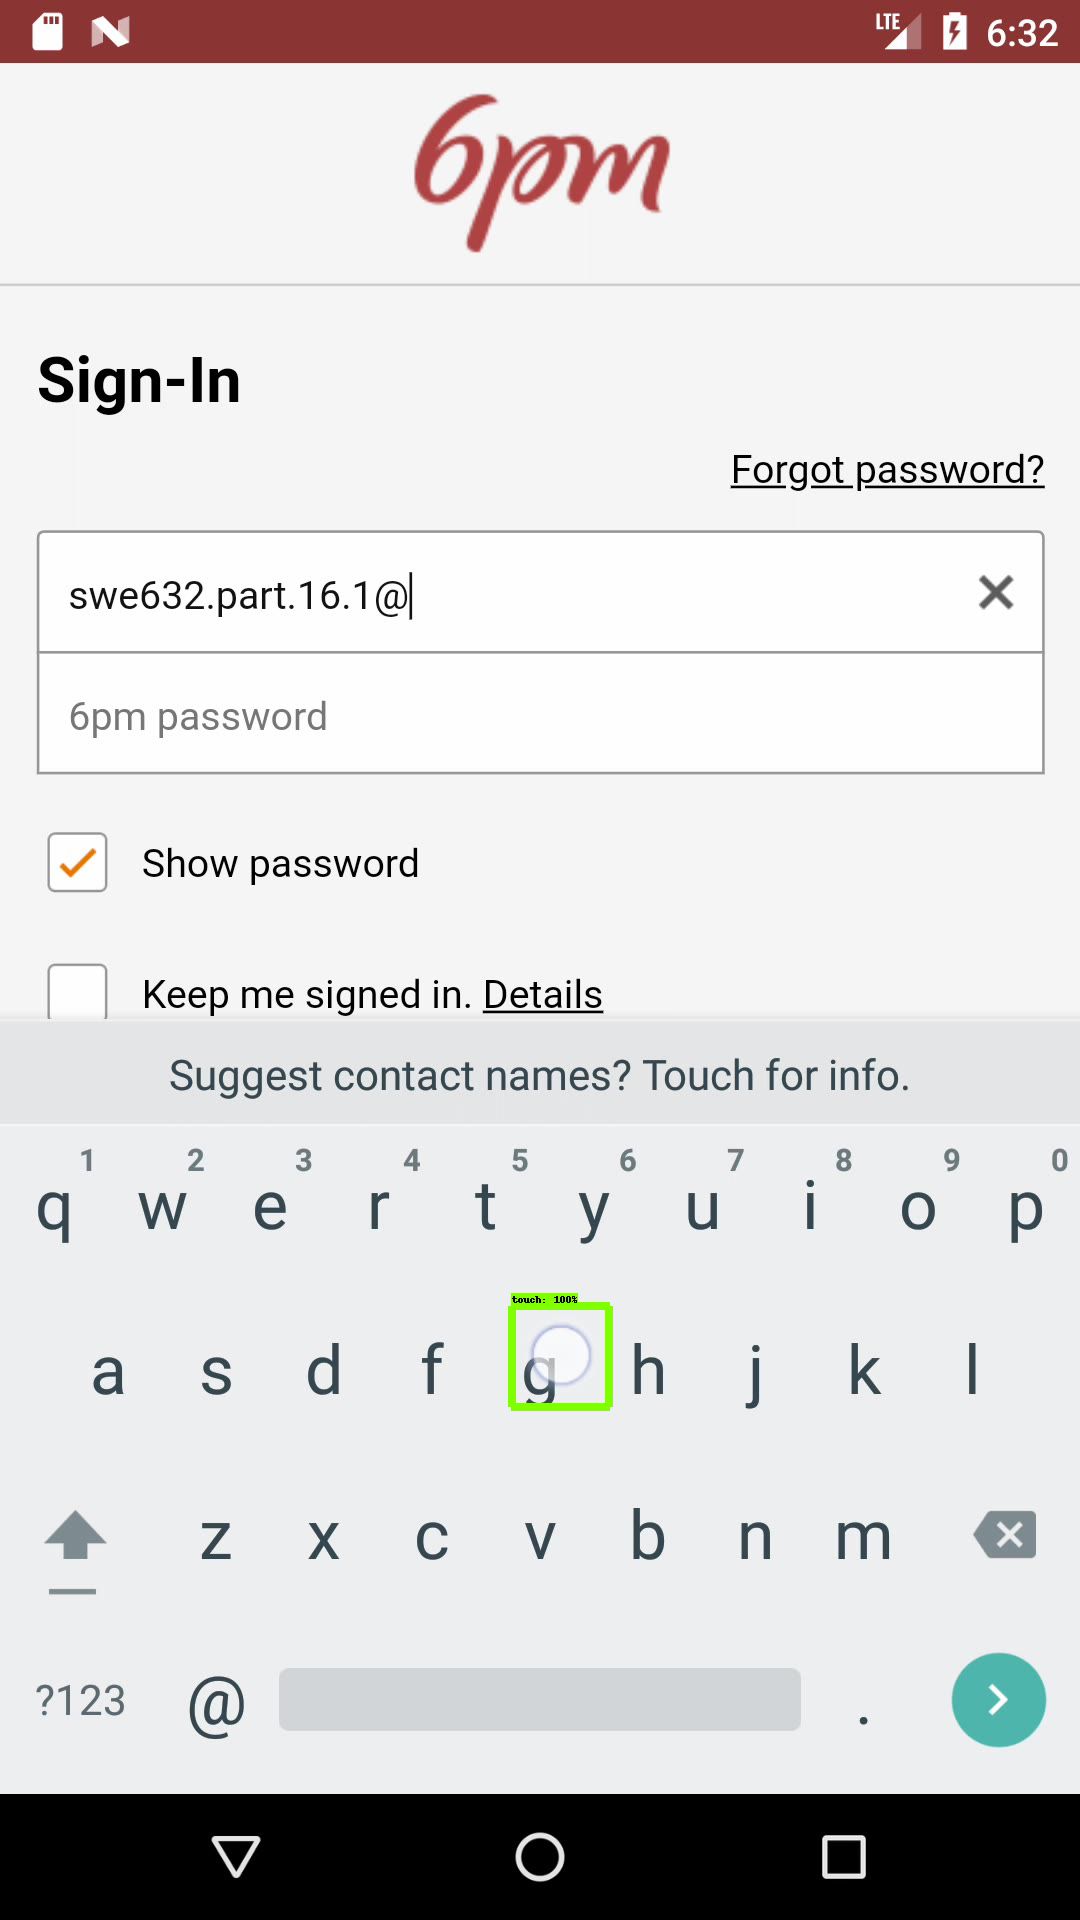 LTE 6:32
6pm
Sign-In
Forgot password?
swe632.part.16.1@
6pm password
Show password
Keep me signed in. Details
Suggest contact names? Touch for info.
1 2 3 4 5 6 7 8 9 0
q w e r t y u i o p
touch: 100%
a s d f g h j k l
z x c v b n m
?123 @ .